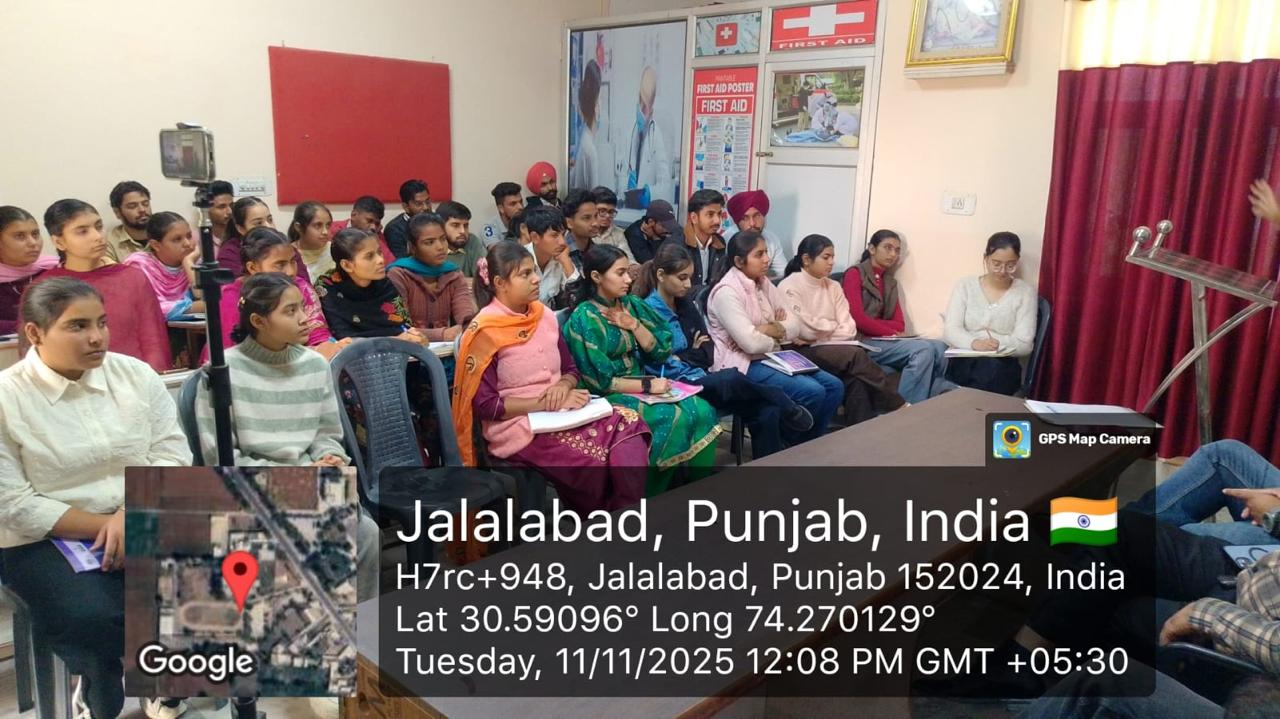 FIRST AID
PRINTABLE
FIRST AID POSTER
FIRST AID
GPS Map Camera
Jalalabad, Punjab, India
H7rc+948, Jalalabad, Punjab 152024, India
Lat 30.59096° Long 74.270129°
Tuesday, 11/11/2025 12:08 PM GMT +05:30
Google